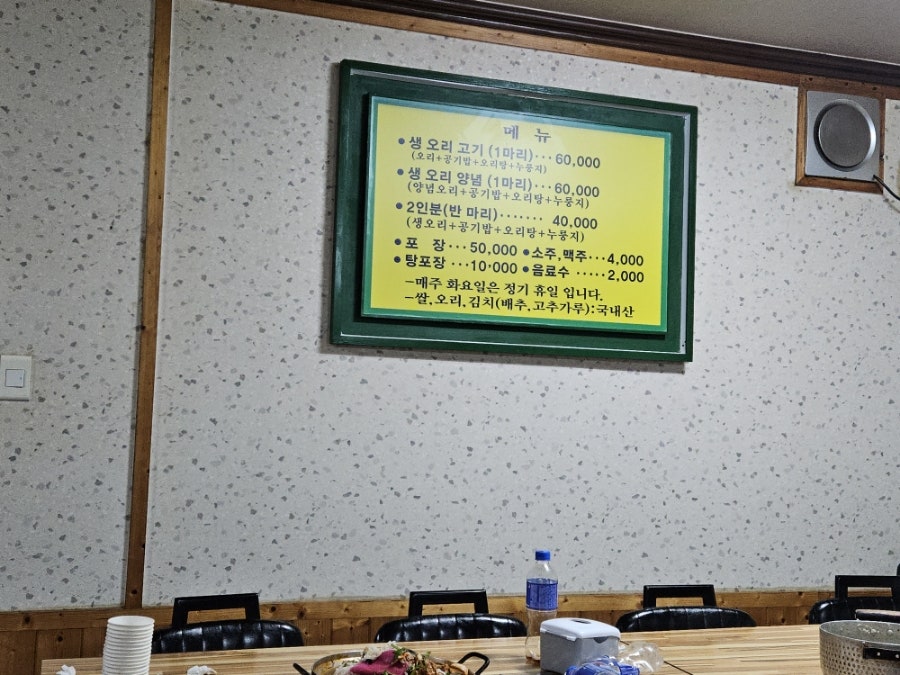 메 뉴
● 생 오리 고기 (1마리)··· 60,000
(오리+공기밥+오리탕+누룽지)
● 생 오리 양념 (1마리)··· 60,000
(양념오리+공기밥+오리탕+누룽지)
● 2인분(반 마리)······· 40,000
(생오리+공기밥+오리탕+누룽지)
● 포 장··· 50,000 ● 소주,맥주··· 4,000
● 탕포장 ··· 10·000 ● 음료수 ····· 2,000
-매주 화요일은 정기 휴일 입니다.
-쌀,오리,김치(배추,고추가루):국내산